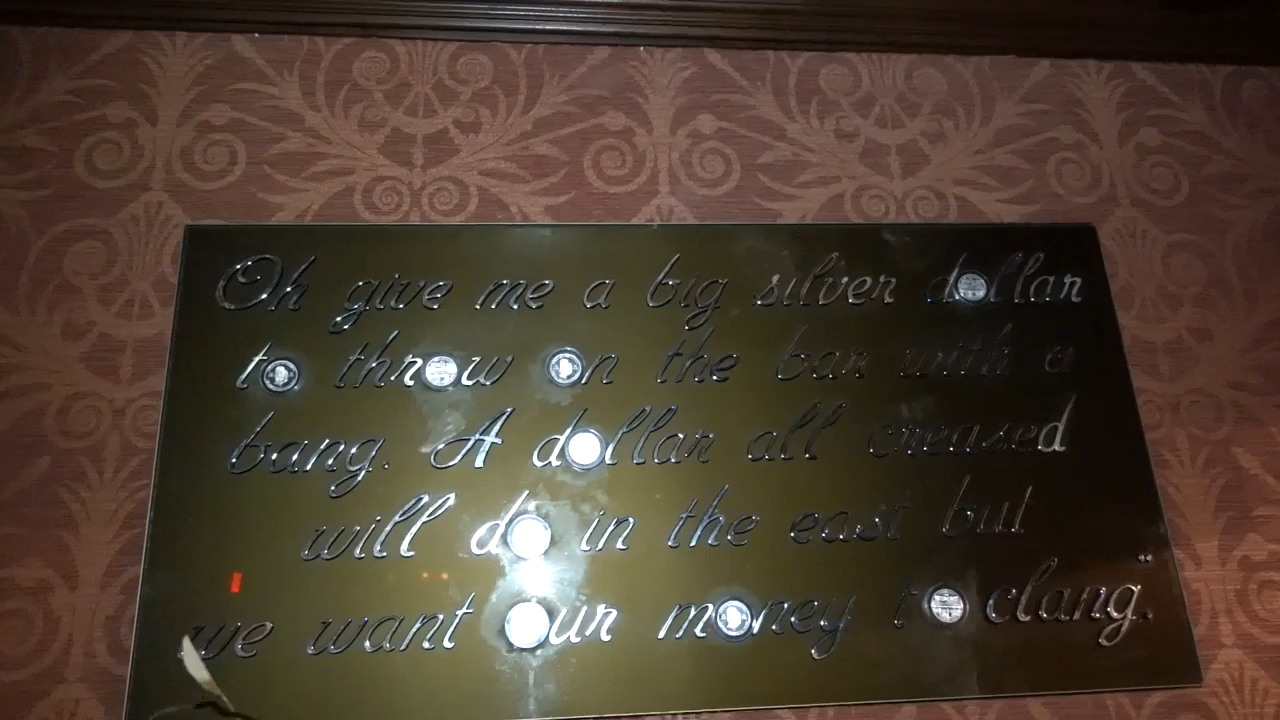 Oh give me a big silver dollar
to throw on the bar with a
bang. A dollar all creased
will do in the east but
we want our money to clang."